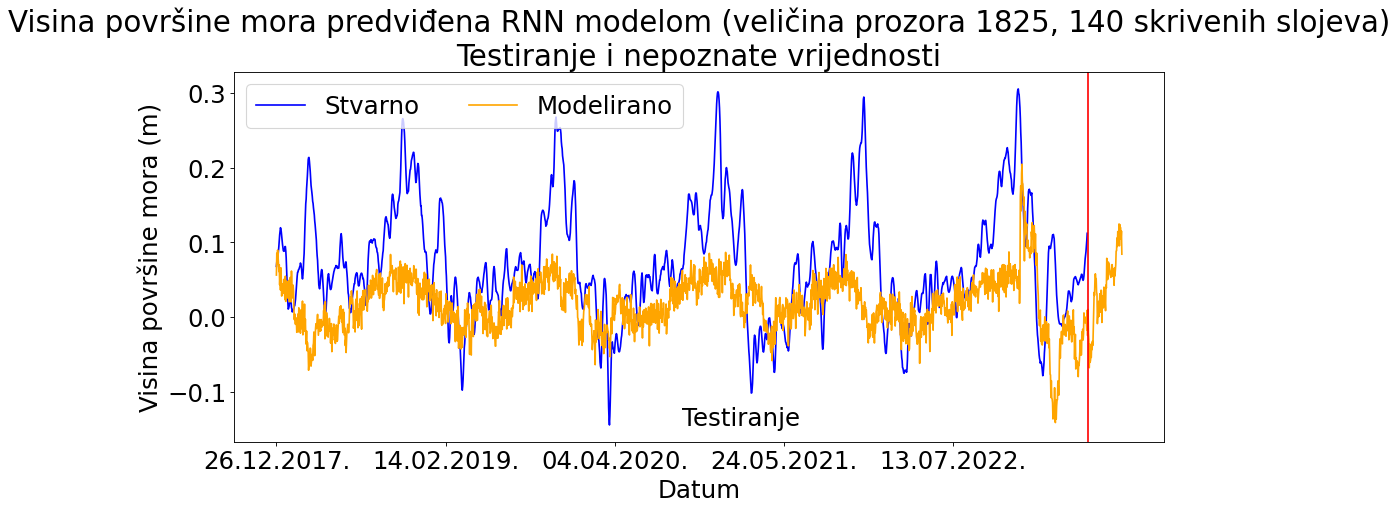 Visina površine mora predviđena RNN modelom (veličina prozora 1825, 140 skrivenih slojeva)
Testiranje i nepoznate vrijednosti
Stvarno Modelirano
Visina površine mora (m)
0.3
0.2
0.1
0.0
−0.1
Testiranje
26.12.2017. 14.02.2019. 04.04.2020. 24.05.2021. 13.07.2022.
Datum